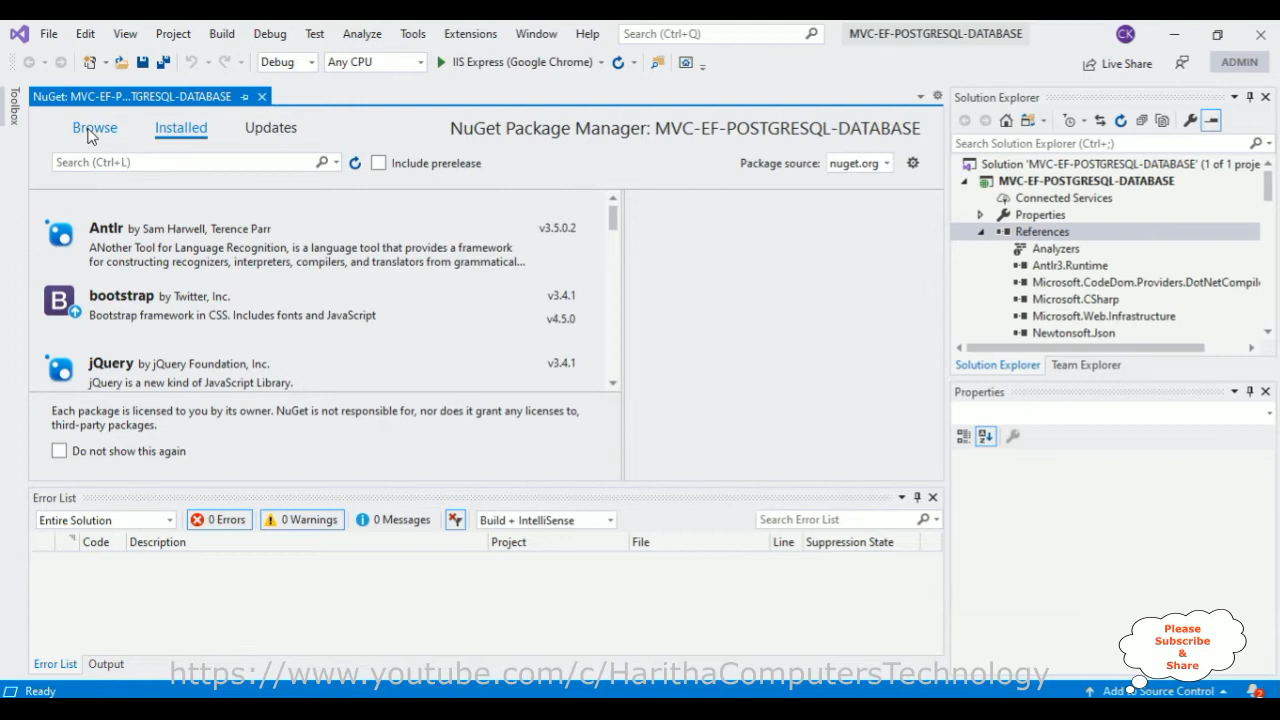 File Edit View Project Build Debug Test Analyze Tools Extensions Window Help Search (Ctrl+Q) MVC-EF-POSTGRESQL-DATABASE CK
Debug Any CPU IIS Express (Google Chrome) Live Share ADMIN
Toolbox
NuGet: MVC-EF-P...TGRESQL-DATABASE
Browse Installed Updates NuGet Package Manager: MVC-EF-POSTGRESQL-DATABASE
Search (Ctrl+L) Include prerelease Package source: nuget.org
Antlr by Sam Harwell, Terence Parr v3.5.0.2
ANother Tool for Language Recognition, is a language tool that provides a framework
for constructing recognizers, interpreters, compilers, and translators from grammatical...
B bootstrap by Twitter, Inc. v3.4.1
Bootstrap framework in CSS. Includes fonts and JavaScript v4.5.0
jQuery by jQuery Foundation, Inc. v3.4.1
jQuery is a new kind of JavaScript Library.
Each package is licensed to you by its owner. NuGet is not responsible for, nor does it grant any licenses to,
third-party packages.
Do not show this again
Error List
Entire Solution 0 Errors 0 Warnings 0 Messages Build + IntelliSense Search Error List
Code Description Project File Line Suppression State
Error List Output
Solution Explorer
Search Solution Explorer (Ctrl+;)
Solution 'MVC-EF-POSTGRESQL-DATABASE' (1 of 1 proje
MVC-EF-POSTGRESQL-DATABASE
Connected Services
Properties
References
Analyzers
Antlr3.Runtime
Microsoft.CodeDom.Providers.DotNetCompil
Microsoft.CSharp
Microsoft.Web.Infrastructure
Newtonsoft.Json
Solution Explorer Team Explorer
Properties
Please
Subscribe
&
Share
https://www.youtube.com/c/HarithaComputersTechnology
Ready Add to Source Control 2